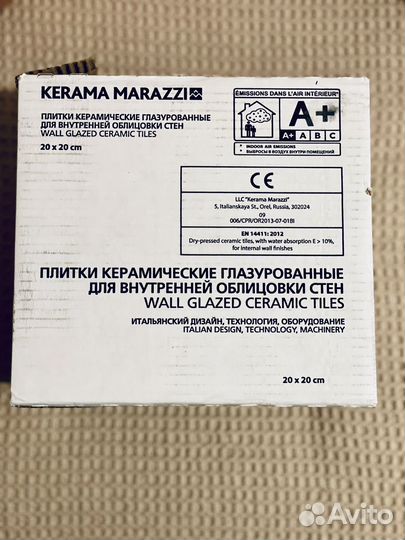 KERAMA MARAZZI
ПЛИТКИ КЕРАМИЧЕСКИЕ ГЛАЗУРОВАННЫЕ
ДЛЯ ВНУТРЕННЕЙ ОБЛИЦОВКИ СТЕН
WALL GLAZED CERAMIC TILES
20 x 20 cm
ÉMISSIONS DANS L'AIR INTÉRIEUR*
A+
A+ A B C
* INDOOR AIR EMISSIONS
* ВЫБРОСЫ В ВОЗДУХ ВНУТРИ ПОМЕЩЕНИЙ
CE
LLC "Kerama Marazzi"
5, Italianskaya St., Orel, Russia, 302024
09
006/CPR/OR2013-07-01BI
EN 14411: 2012
Dry-pressed ceramic tiles, with water absorption E > 10%,
for internal wall finishes
ПЛИТКИ КЕРАМИЧЕСКИЕ ГЛАЗУРОВАННЫЕ
ДЛЯ ВНУТРЕННЕЙ ОБЛИЦОВКИ СТЕН
WALL GLAZED CERAMIC TILES
ИТАЛЬЯНСКИЙ ДИЗАЙН, ТЕХНОЛОГИЯ, ОБОРУДОВАНИЕ
ITALIAN DESIGN, TECHNOLOGY, MACHINERY
20 x 20 cm
Avito